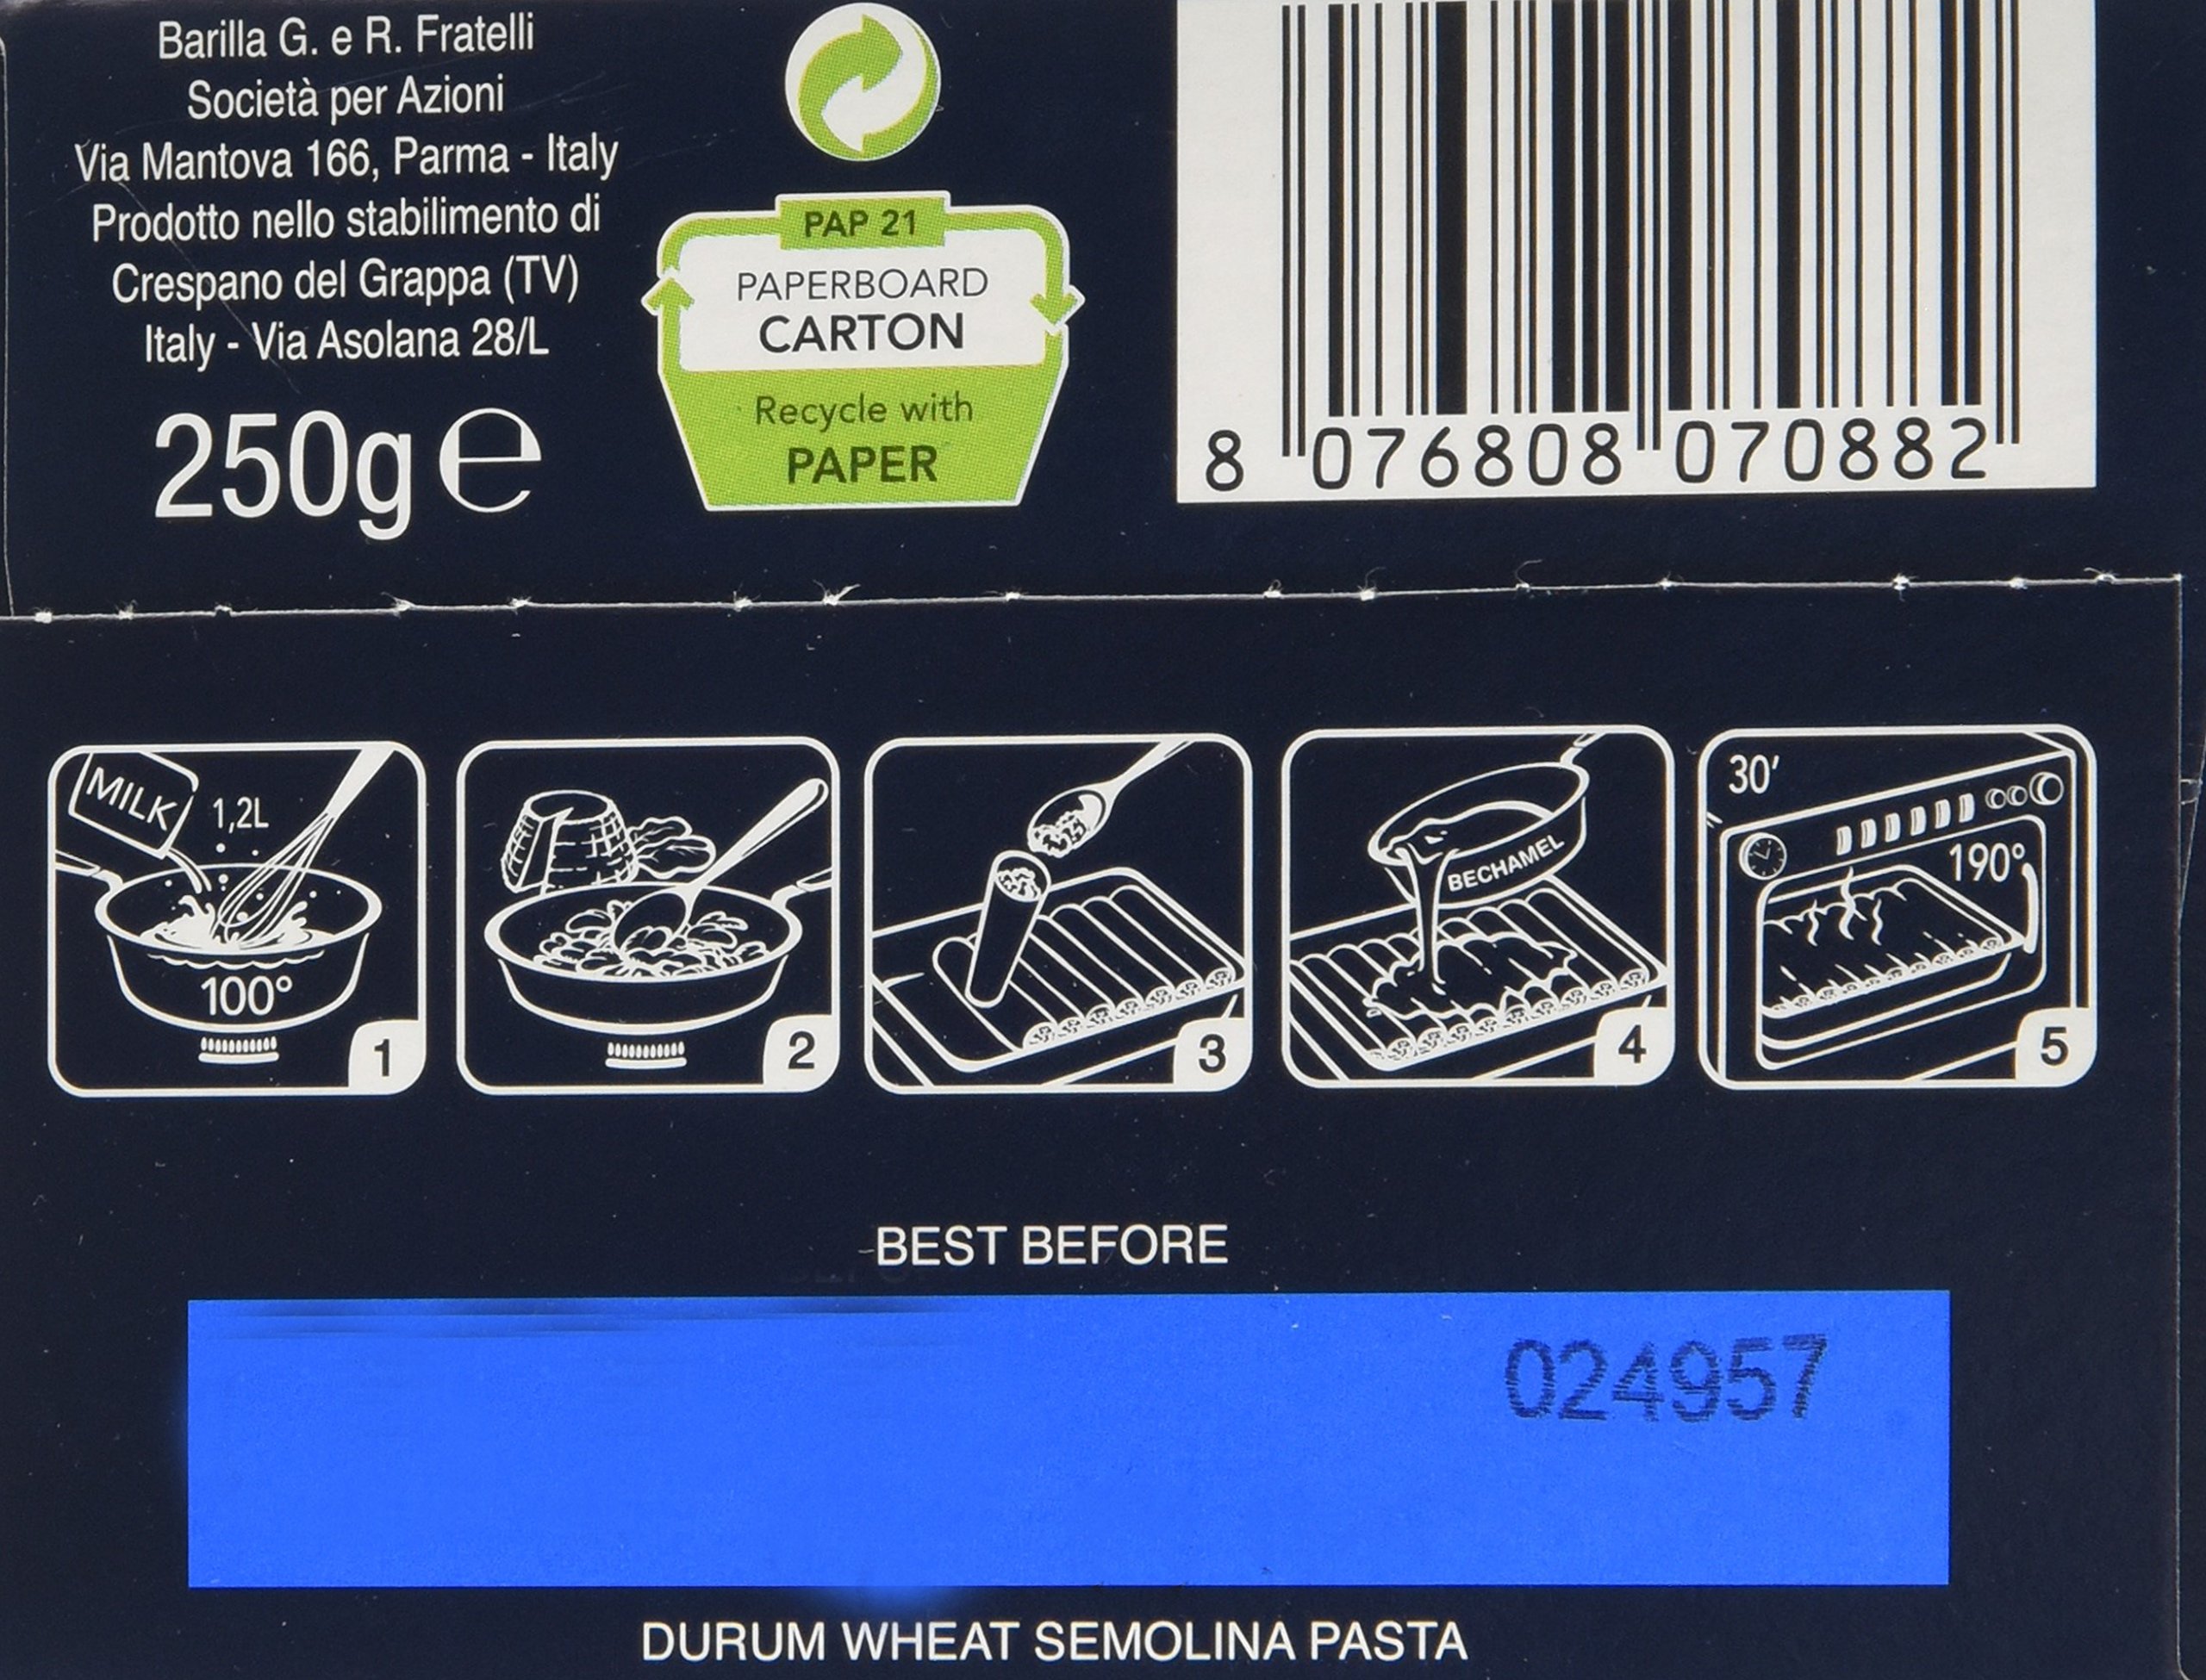 Barilla G. e R. Fratelli
Società per Azioni
Via Mantova 166, Parma - Italy
Prodotto nello stabilimento di
Crespano del Grappa (TV)
Italy - Via Asolana 28/L
250g ℮
PAP 21
PAPERBOARD
CARTON
Recycle with
PAPER
8 076808 070882
MILK 1,2L
100°
1
2
3
BECHAMEL
4
30'
190°
5
BEST BEFORE
024957
DURUM WHEAT SEMOLINA PASTA